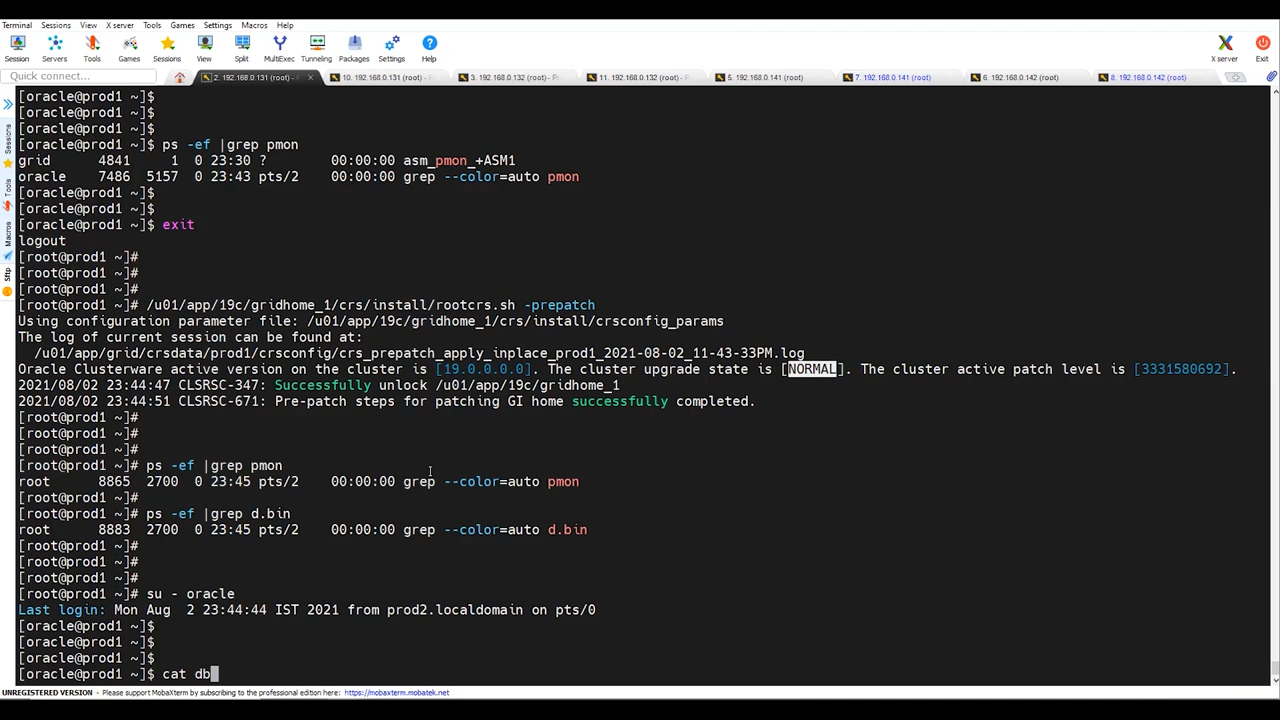 Terminal Sessions View X server Tools Games Settings Macros Help
Session Servers Tools Games Sessions View Split MultiExec Tunneling Packages Settings Help X server Exit
Quick connect... 2. 192.168.0.131 (root) 10. 192.168.0.131 (root) 3. 192.168.0.132 (root) 11. 192.168.0.132 (root) 5. 192.168.0.141 (root) 7. 192.168.0.141 (root) 6. 192.168.0.142 (root) 8. 192.168.0.142 (root)
Sessions
Tools
Macros
Sftp
[oracle@prod1 ~]$
[oracle@prod1 ~]$
[oracle@prod1 ~]$
[oracle@prod1 ~]$ ps -ef |grep pmon
grid 4841 1 0 23:30 ? 00:00:00 asm_pmon_+ASM1
oracle 7486 5157 0 23:43 pts/2 00:00:00 grep --color=auto pmon
[oracle@prod1 ~]$
[oracle@prod1 ~]$
[oracle@prod1 ~]$ exit
logout
[root@prod1 ~]#
[root@prod1 ~]#
[root@prod1 ~]#
[root@prod1 ~]# /u01/app/19c/gridhome_1/crs/install/rootcrs.sh -prepatch
Using configuration parameter file: /u01/app/19c/gridhome_1/crs/install/crsconfig_params
The log of current session can be found at:
/u01/app/grid/crsdata/prod1/crsconfig/crs_prepatch_apply_inplace_prod1_2021-08-02_11-43-33PM.log
Oracle Clusterware active version on the cluster is [19.0.0.0.0]. The cluster upgrade state is [NORMAL]. The cluster active patch level is [3331580692].
2021/08/02 23:44:47 CLSRSC-347: Successfully unlock /u01/app/19c/gridhome_1
2021/08/02 23:44:51 CLSRSC-671: Pre-patch steps for patching GI home successfully completed.
[root@prod1 ~]#
[root@prod1 ~]#
[root@prod1 ~]#
[root@prod1 ~]# ps -ef |grep pmon
root 8865 2700 0 23:45 pts/2 00:00:00 grep --color=auto pmon
[root@prod1 ~]#
[root@prod1 ~]# ps -ef |grep d.bin
root 8883 2700 0 23:45 pts/2 00:00:00 grep --color=auto d.bin
[root@prod1 ~]#
[root@prod1 ~]#
[root@prod1 ~]#
[root@prod1 ~]# su - oracle
Last login: Mon Aug 2 23:44:44 IST 2021 from prod2.localdomain on pts/0
[oracle@prod1 ~]$
[oracle@prod1 ~]$
[oracle@prod1 ~]$
[oracle@prod1 ~]$ cat db
UNREGISTERED VERSION - Please support MobaXterm by subscribing to the professional edition here: https://mobaxterm.mobatek.net